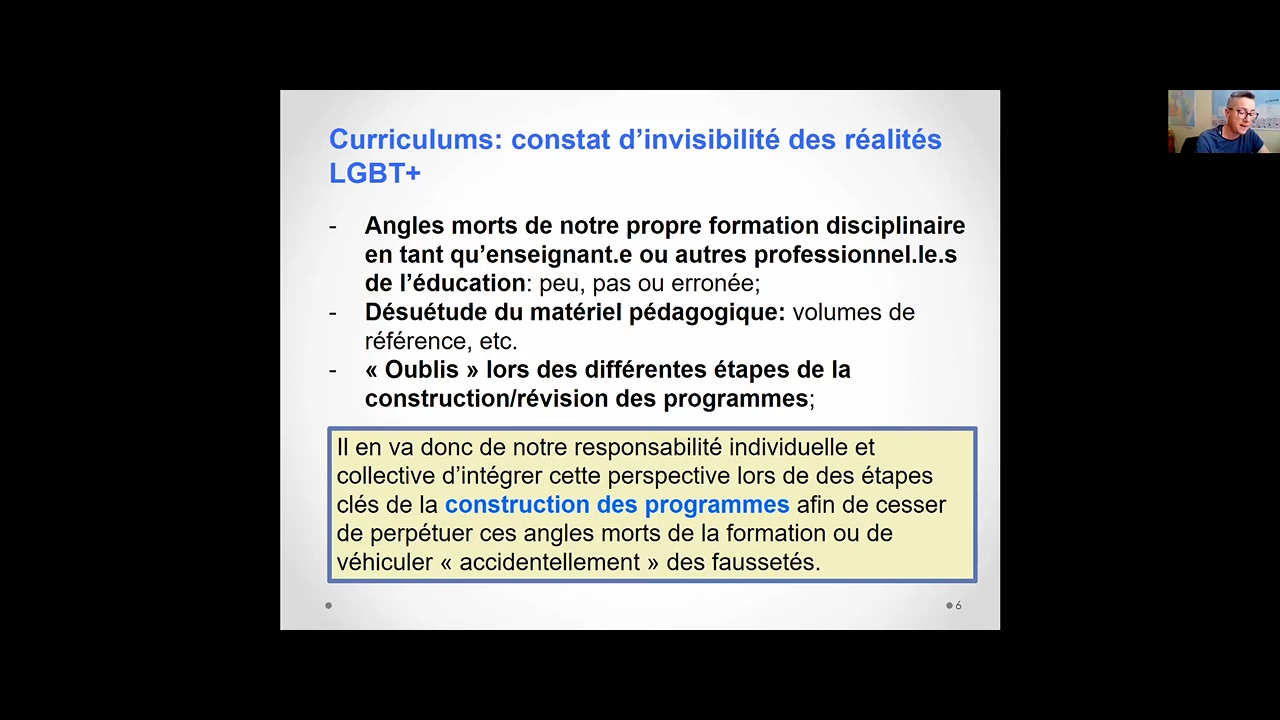 Curriculums: constat d’invisibilité des réalités
LGBT+
- Angles morts de notre propre formation disciplinaire
en tant qu’enseignant.e ou autres professionnel.le.s
de l’éducation: peu, pas ou erronée;
- Désuétude du matériel pédagogique: volumes de
référence, etc.
- « Oublis » lors des différentes étapes de la
construction/révision des programmes;
Il en va donc de notre responsabilité individuelle et
collective d’intégrer cette perspective lors de des étapes
clés de la construction des programmes afin de cesser
de perpétuer ces angles morts de la formation ou de
véhiculer « accidentellement » des faussetés.
6